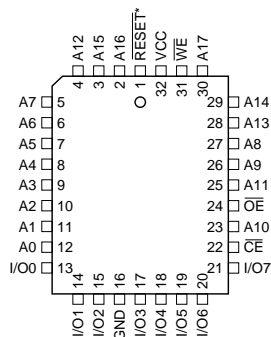 A12
A15
A16
RESET*
VCC
WE
A17
4
3
2
1
32
31
30
A7 5
A6 6
A5 7
A4 8
A3 9
A2 10
A1 11
A0 12
I/O0 13
29 A14
28 A13
27 A8
26 A9
25 A11
24 OE
23 A10
22 CE
21 I/O7
14
15
16
17
18
19
20
I/O1
I/O2
GND
I/O3
I/O4
I/O5
I/O6